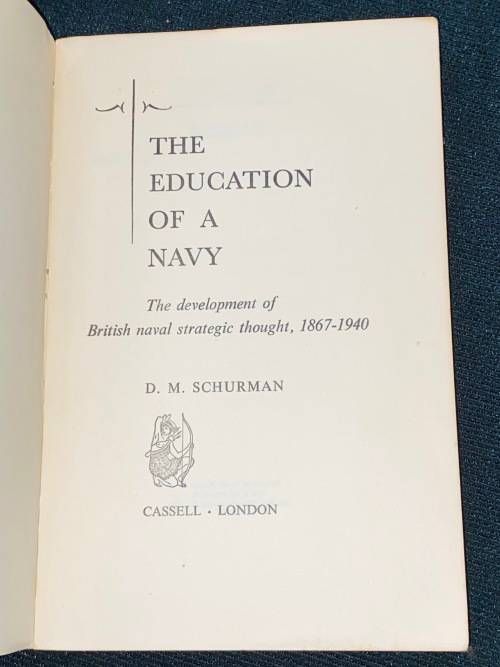 THE
EDUCATION
OF A
NAVY
The development of
British naval strategic thought, 1867-1940
D. M. SCHURMAN
CASSELL · LONDON